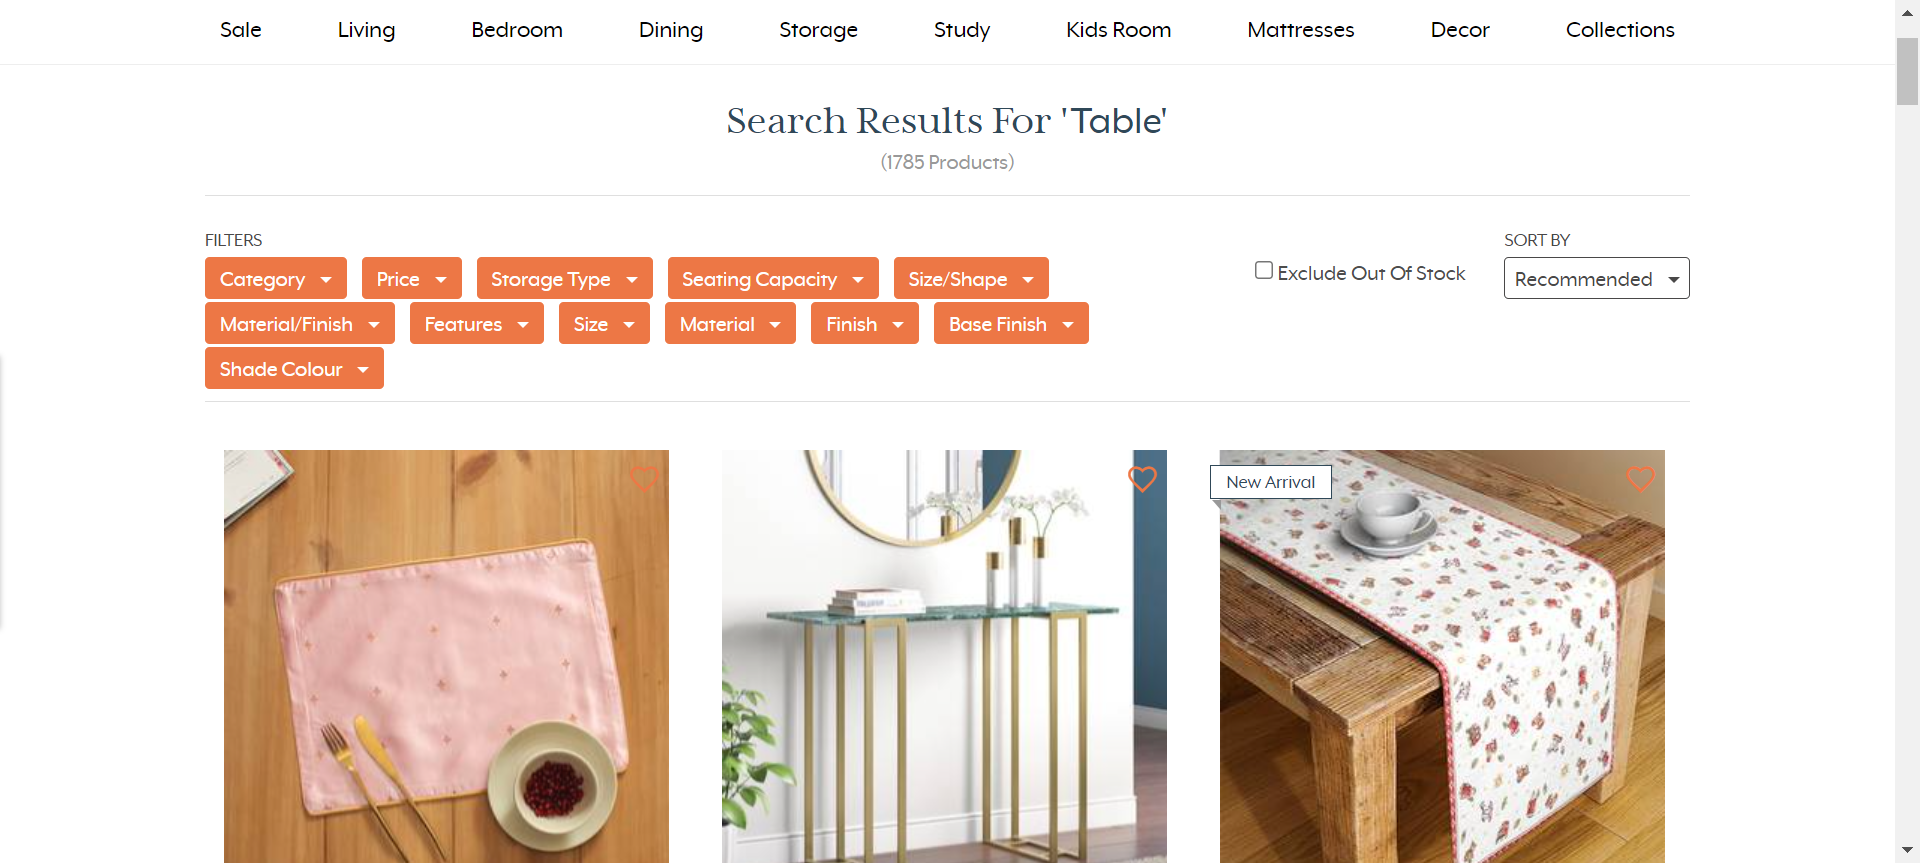 Sale Living Bedroom Dining Storage Study Kids Room Mattresses Decor Collections
Search Results For 'Table'
(1785 Products)
FILTERS
Category Price Storage Type Seating Capacity Size/Shape
Material/Finish Features Size Material Finish Base Finish
Shade Colour
Exclude Out Of Stock
SORT BY
Recommended
New Arrival